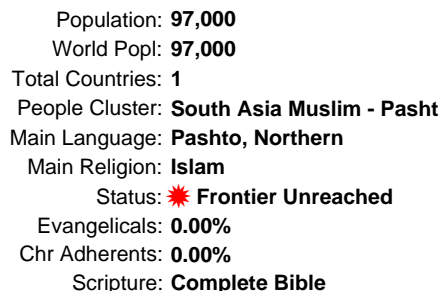 Population: 97,000
World Popl: 97,000
Total Countries: 1
People Cluster: South Asia Muslim - Pasht
Main Language: Pashto, Northern
Main Religion: Islam
Status: Frontier Unreached
Evangelicals: 0.00%
Chr Adherents: 0.00%
Scripture: Complete Bible